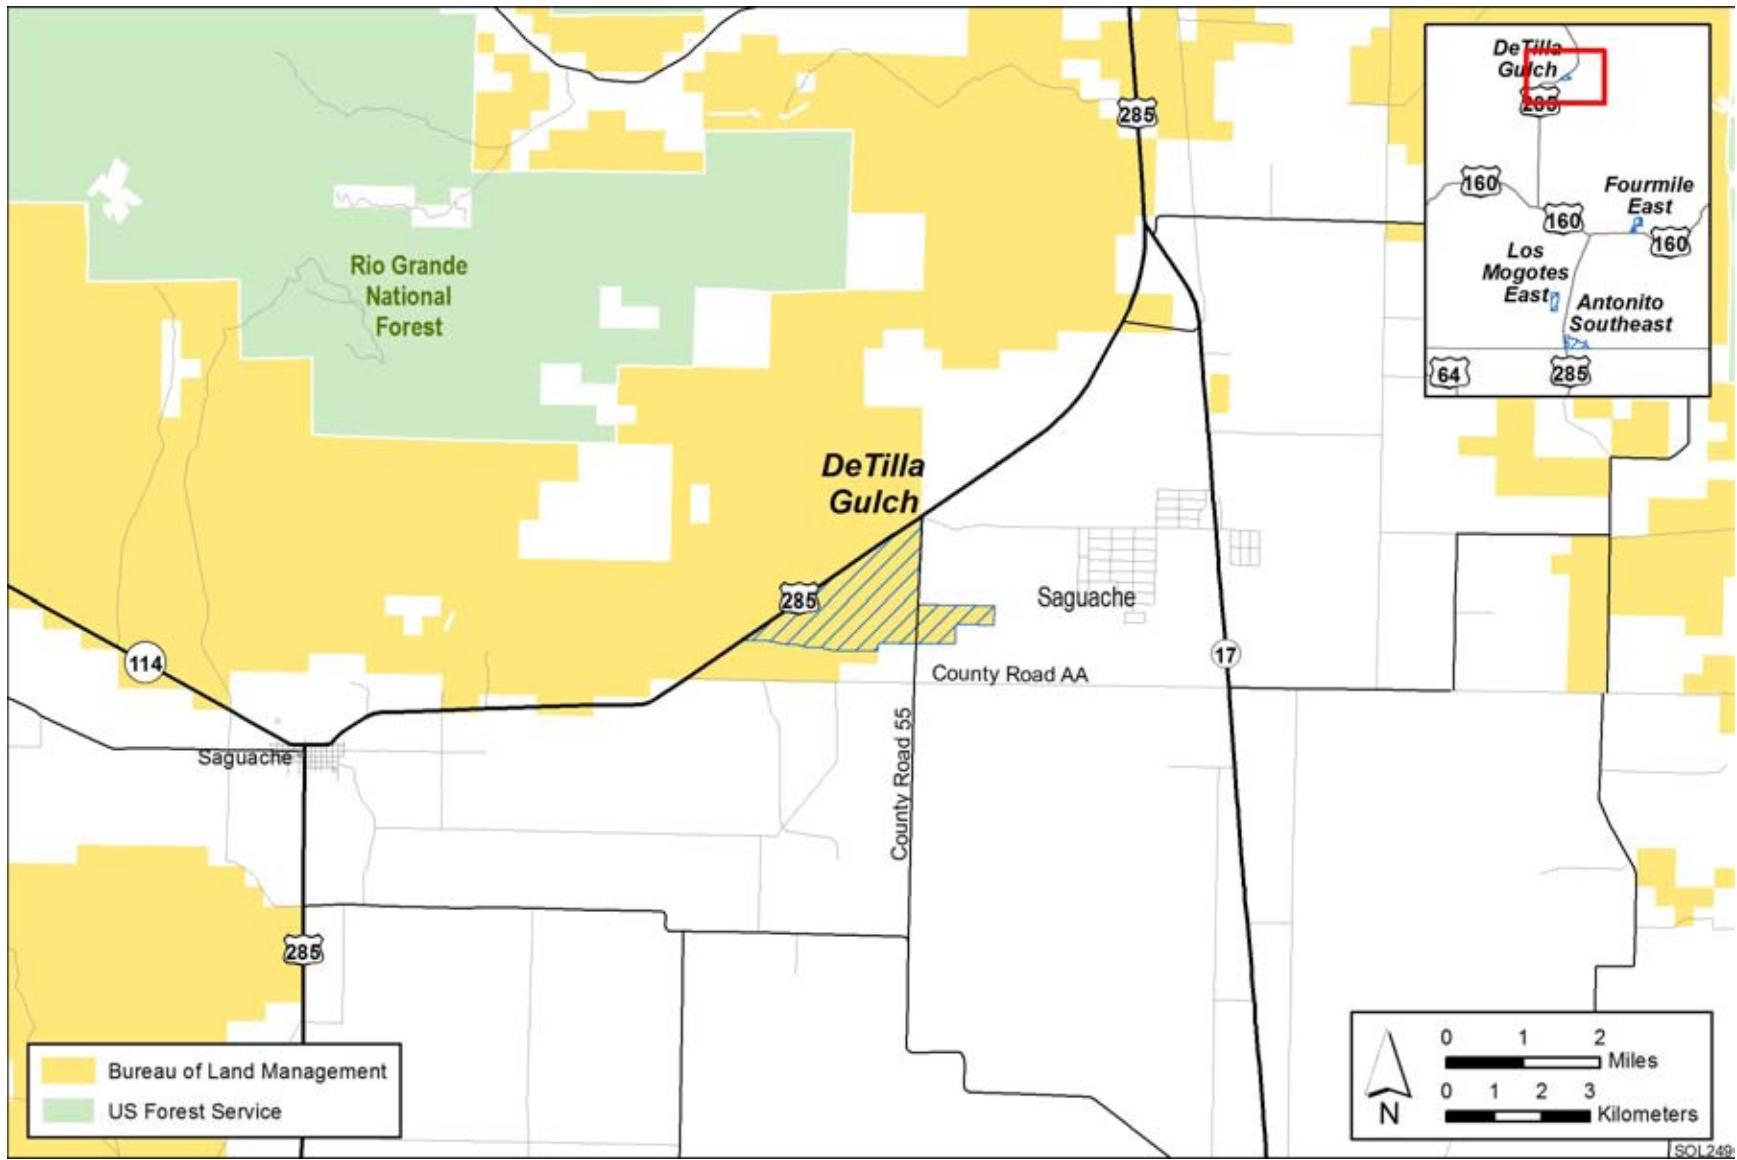 285
DeTilla
Gulch
285
160
Fourmile
East
160
160
Los
Mogotes
East
Antonito
Southeast
64
285
Rio Grande
National
Forest
DeTilla
Gulch
285
Saguache
114
17
County Road AA
County Road 55
Saguache
285
Bureau of Land Management
US Forest Service
0 1 2
Miles
0 1 2 3
Kilometers
N
SOL249